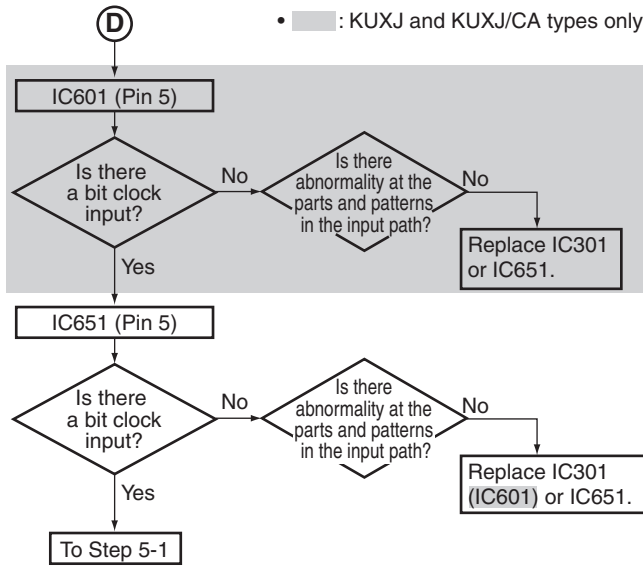 D
• : KUXJ and KUXJ/CA types only
IC601 (Pin 5)
Is there
a bit clock
input?
No
Is there
abnormality at the
parts and patterns
in the input path?
No
Replace IC301
or IC651.
Yes
IC651 (Pin 5)
Is there
a bit clock
input?
No
Is there
abnormality at the
parts and patterns
in the input path?
No
Replace IC301
(IC601) or IC651.
Yes
To Step 5-1